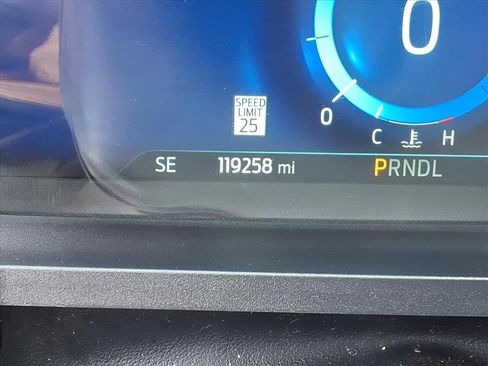 0
SPEED
LIMIT
25
0
C H
SE 119258 mi PRNDL